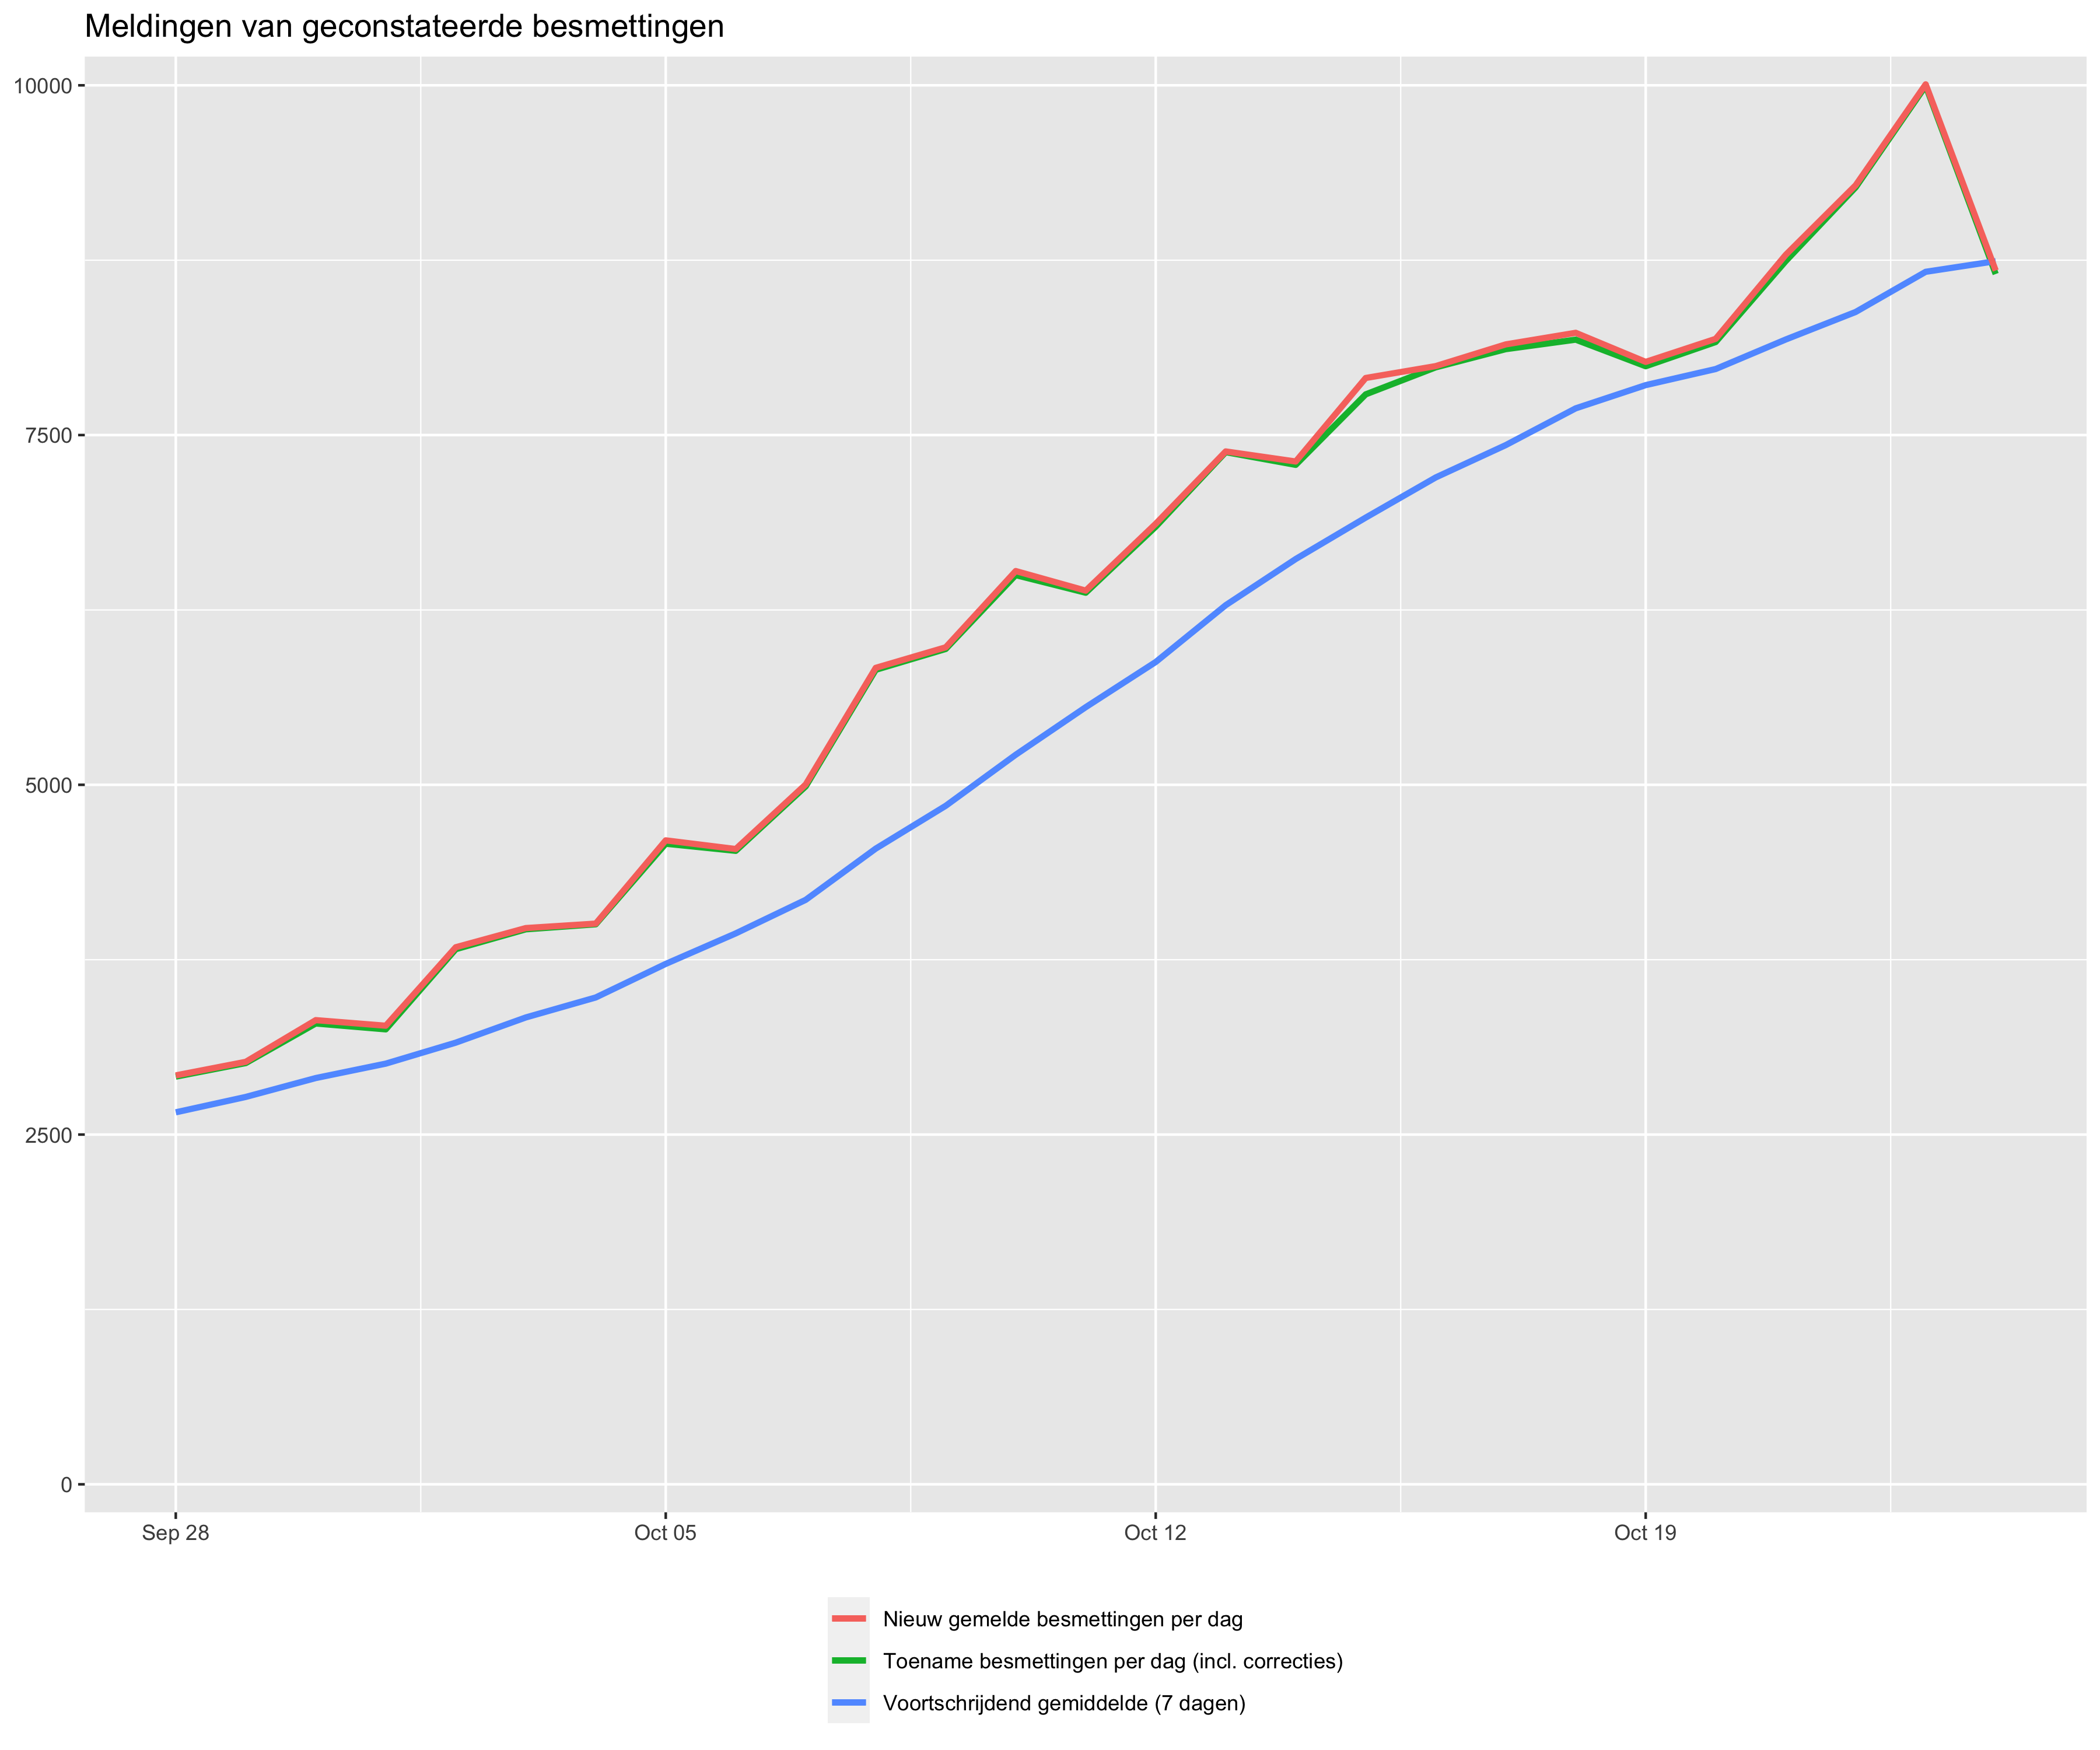 Meldingen van geconstateerde besmettingen
10000
7500
5000
2500
0
Sep 28 Oct 05 Oct 12 Oct 19
Nieuw gemelde besmettingen per dag
Toename besmettingen per dag (incl. correcties)
Voortschrijdend gemiddelde (7 dagen)